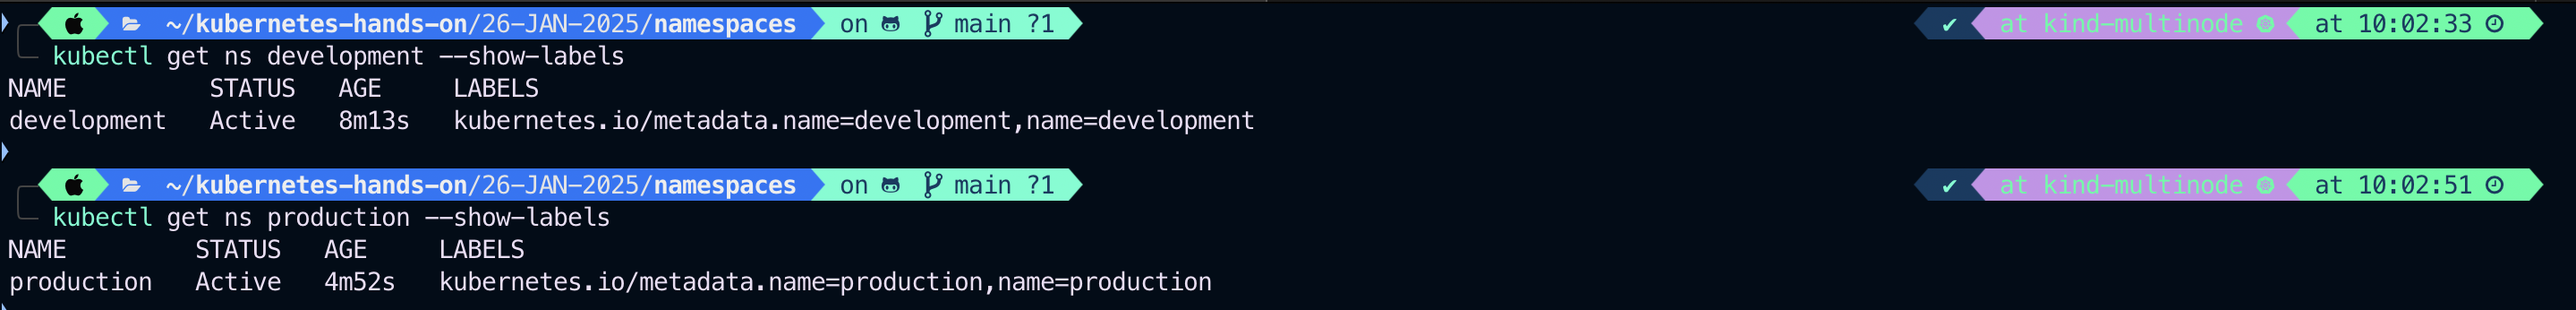 ~/kubernetes-hands-on/26-JAN-2025/namespaces on main ?1 ✔ at kind-multinode at 10:02:33
kubectl get ns development --show-labels
NAME STATUS AGE LABELS
development Active 8m13s kubernetes.io/metadata.name=development,name=development
~/kubernetes-hands-on/26-JAN-2025/namespaces on main ?1 ✔ at kind-multinode at 10:02:51
kubectl get ns production --show-labels
NAME STATUS AGE LABELS
production Active 4m52s kubernetes.io/metadata.name=production,name=production